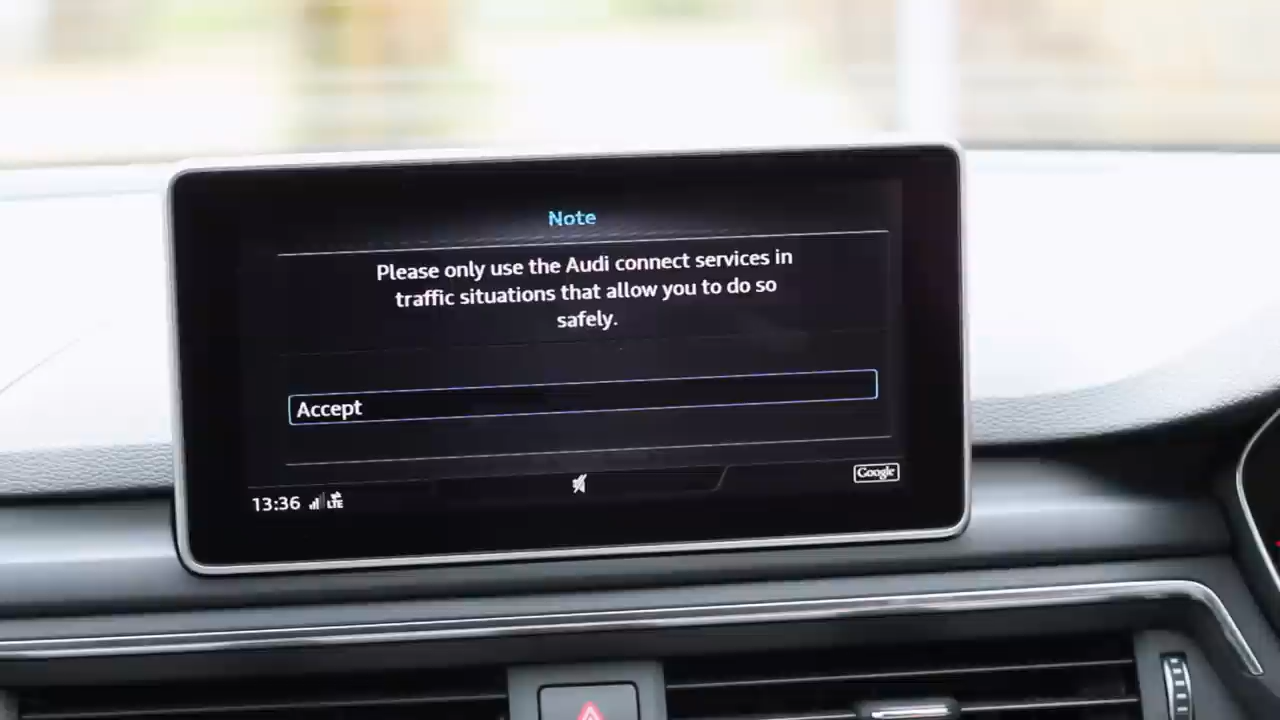 Note
Please only use the Audi connect services in
traffic situations that allow you to do so
safely.
Accept
13:36 LTE
Google